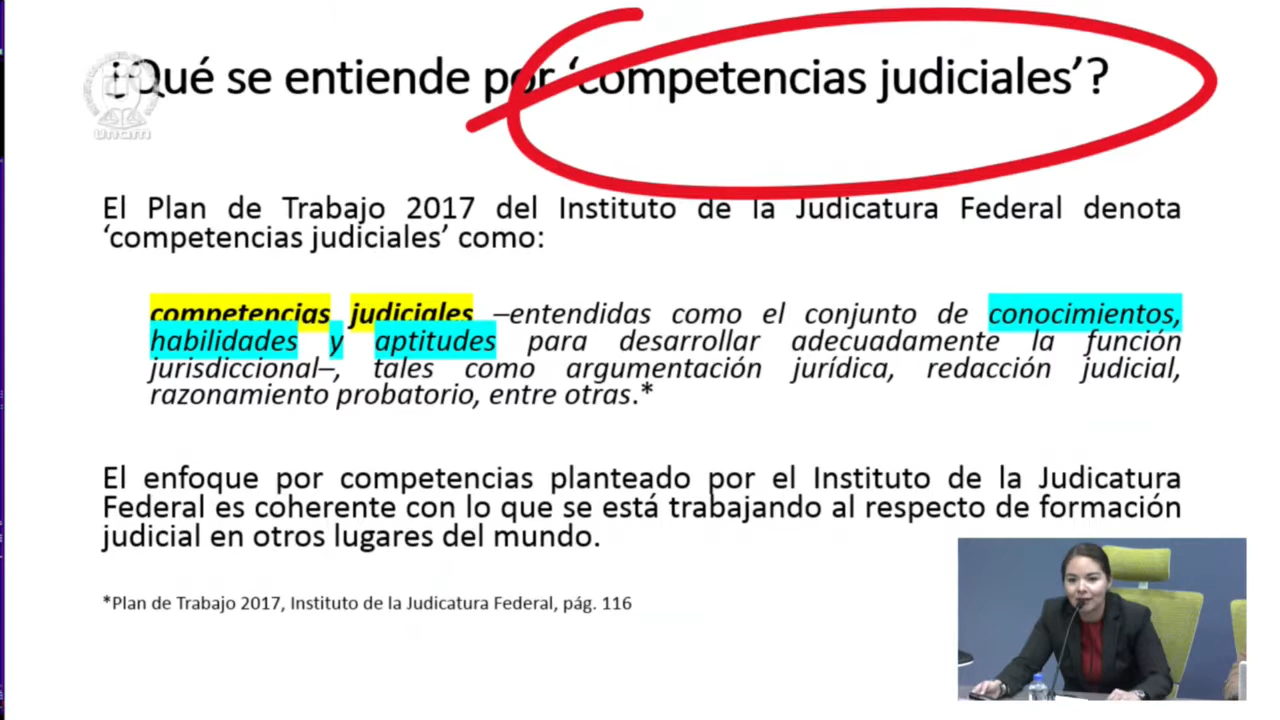 ¿Qué se entiende por ‘competencias judiciales’?
unam
El Plan de Trabajo 2017 del Instituto de la Judicatura Federal denota
‘competencias judiciales’ como:
competencias judiciales –entendidas como el conjunto de conocimientos,
habilidades y aptitudes para desarrollar adecuadamente la función
jurisdiccional–, tales como argumentación jurídica, redacción judicial,
razonamiento probatorio, entre otras.*
El enfoque por competencias planteado por el Instituto de la Judicatura
Federal es coherente con lo que se está trabajando al respecto de formación
judicial en otros lugares del mundo.
*Plan de Trabajo 2017, Instituto de la Judicatura Federal, pág. 116